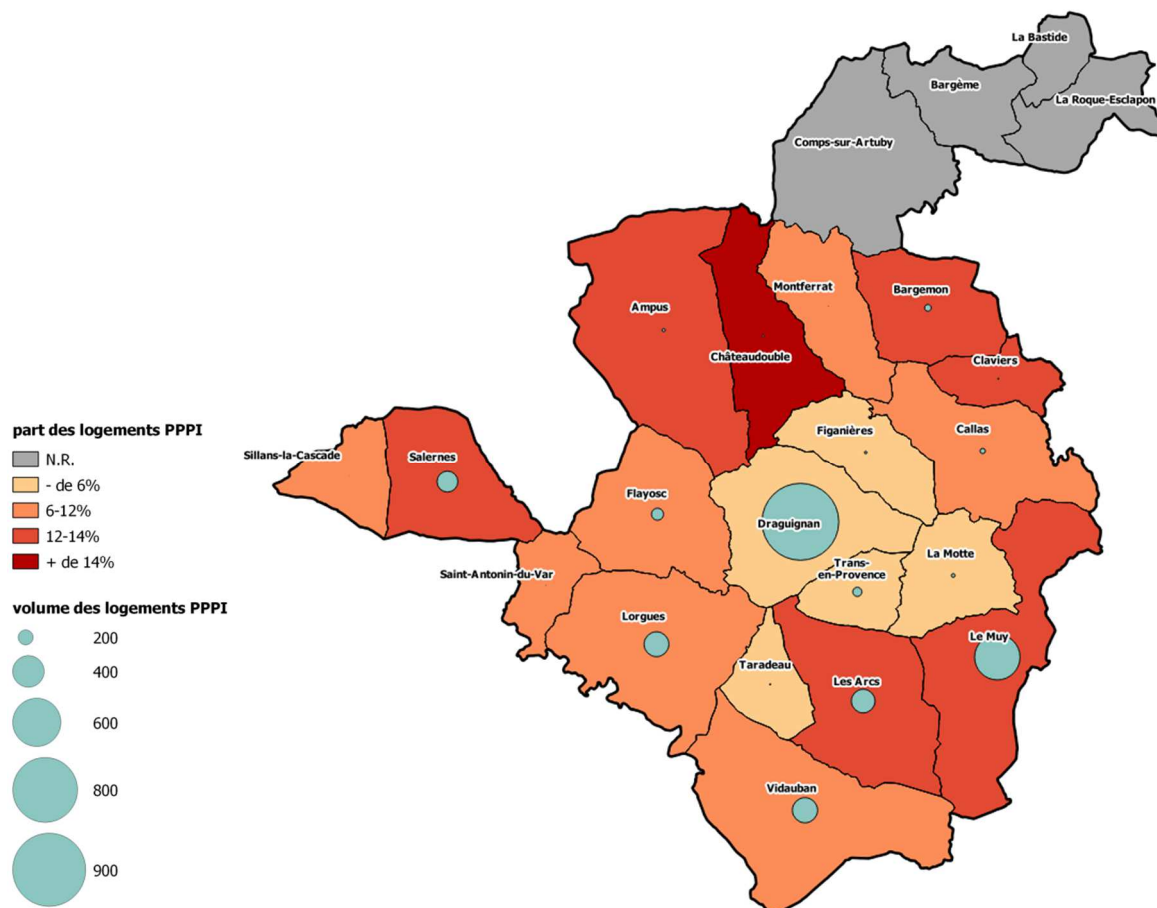 La Bastide
Bargème
La Roque-Esclapon
Comps-sur-Artuby
Montferrat
Bargemon
Ampus
Châteaudouble
Claviers
part des logements PPPI
N.R.
- de 6%
6-12%
12-14%
+ de 14%
Sillans-la-Cascade
Salernes
Figanières
Callas
Flayosc
Draguignan
La Motte
Trans-
en-Provence
Saint-Antonin-du-Var
volume des logements PPPI
200
400
600
800
900
Lorgues
Le Muy
Taradeau
Les Arcs
Vidauban